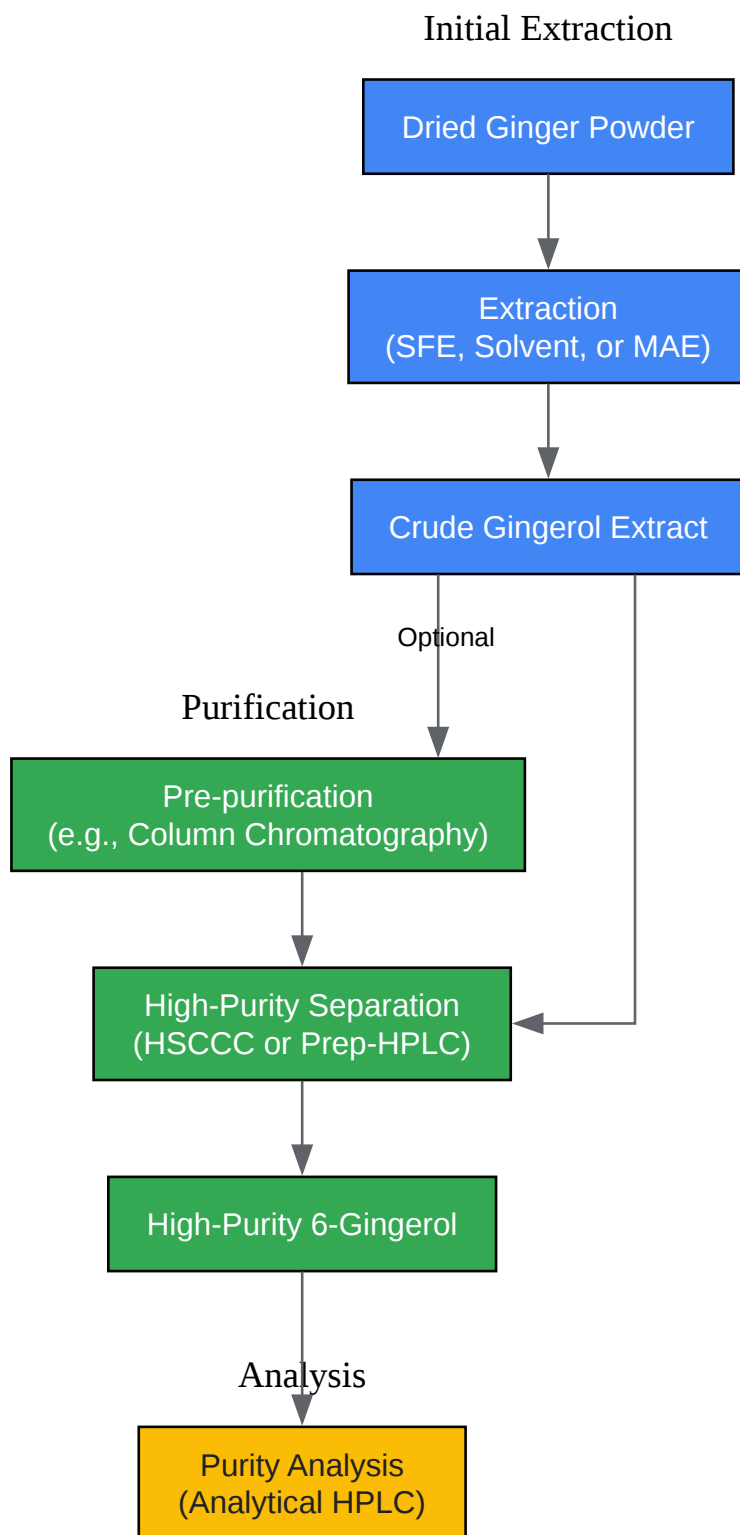 Initial Extraction
Dried Ginger Powder
Extraction
(SFE, Solvent, or MAE)
Crude Gingerol Extract
Optional
Purification
Pre-purification
(e.g., Column Chromatography)
High-Purity Separation
(HSCCC or Prep-HPLC)
High-Purity 6-Gingerol
Analysis
Purity Analysis
(Analytical HPLC)